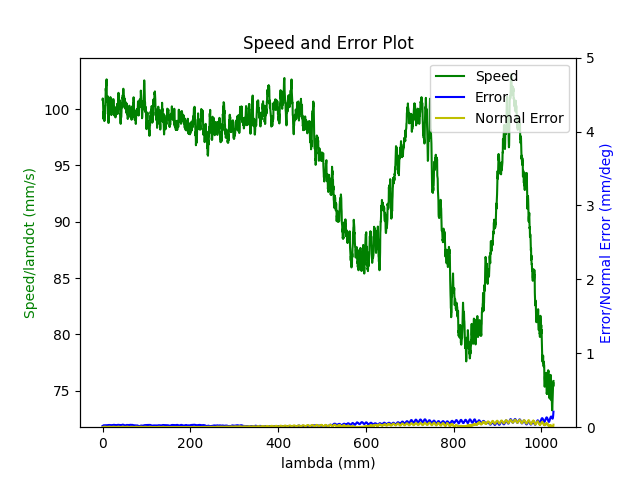 Speed and Error Plot
Speed
Error
Normal Error
Speed/lamdot (mm/s)
100
95
90
85
80
75
Error/Normal Error (mm/deg)
5
4
3
2
1
0
0 200 400 600 800 1000
lambda (mm)